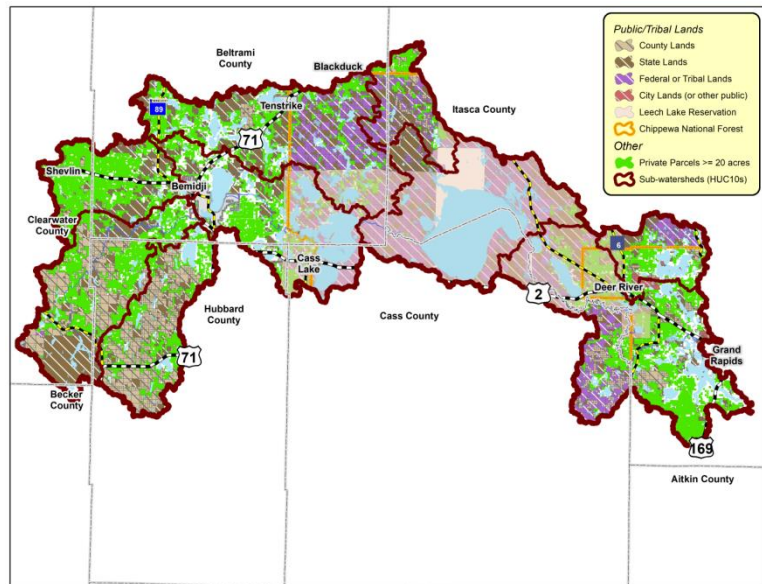 Beltrami
County
Blackduck
Itasca County
89
Tenstrike
71
Shevlin
Bemidji
Clearwater
County
Cass
Lake
Hubbard
County
71
Becker
County
Cass County
2
6
Deer River
Grand
Rapids
169
Aitkin County
Public/Tribal Lands
County Lands
State Lands
Federal or Tribal Lands
City Lands (or other public)
Leech Lake Reservation
Chippewa National Forest
Other
Private Parcels >= 20 acres
Sub-watersheds (HUC10s)